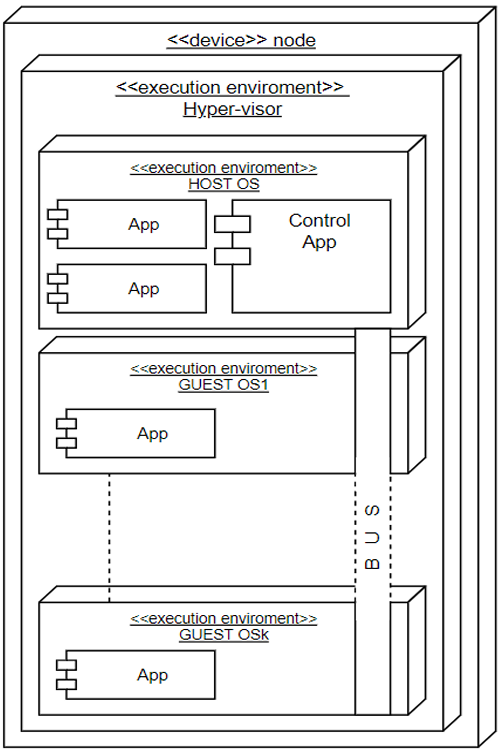 <<device>> node
<<execution enviroment>>
Hyper-visor
<<execution enviroment>>
HOST OS
App
Control
App
App
<<execution enviroment>>
GUEST OS1
App
BUS
<<execution enviroment>>
GUEST OSk
App